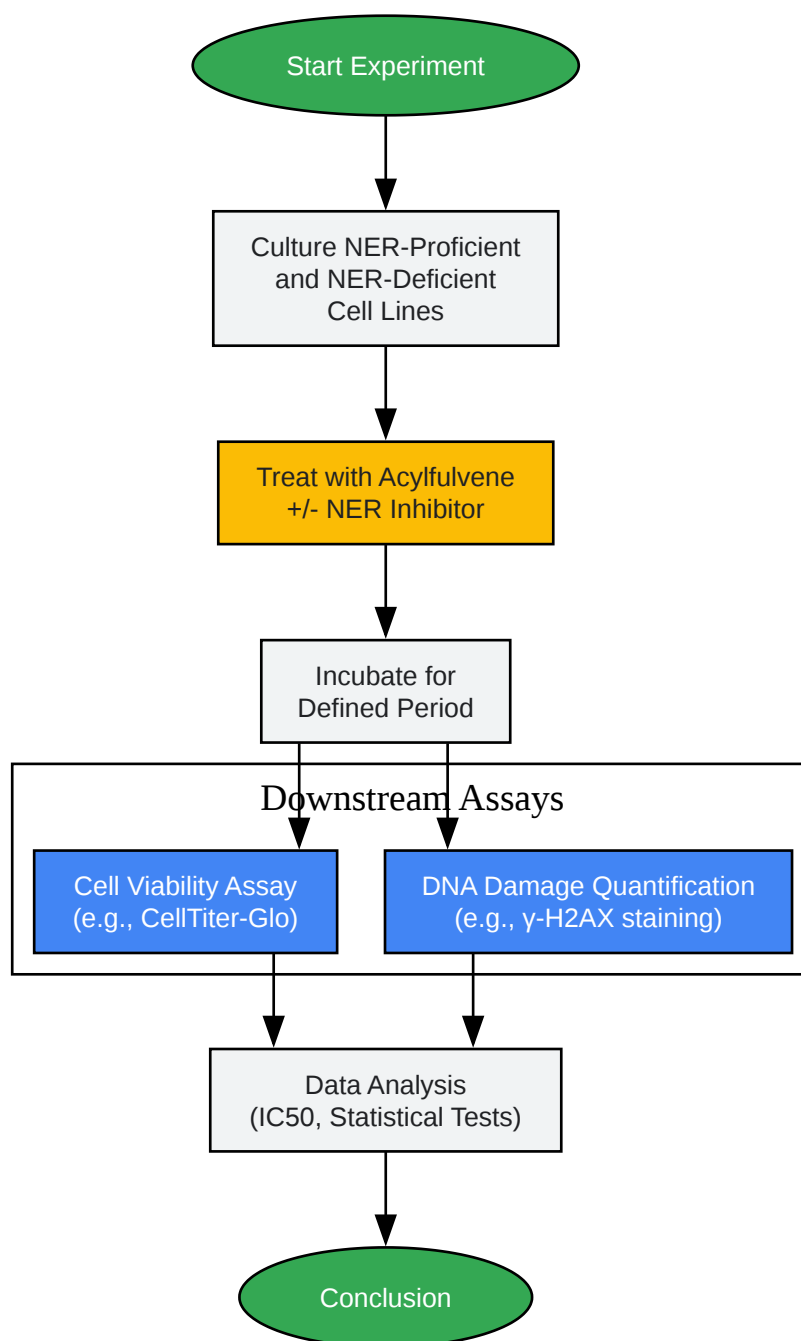 Start Experiment
Culture NER-Proficient
and NER-Deficient
Cell Lines
Treat with Acylfulvene
+/- NER Inhibitor
Incubate for
Defined Period
Downstream Assays
Cell Viability Assay
(e.g., CellTiter-Glo)
DNA Damage Quantification
(e.g., γ-H2AX staining)
Data Analysis
(IC50, Statistical Tests)
Conclusion